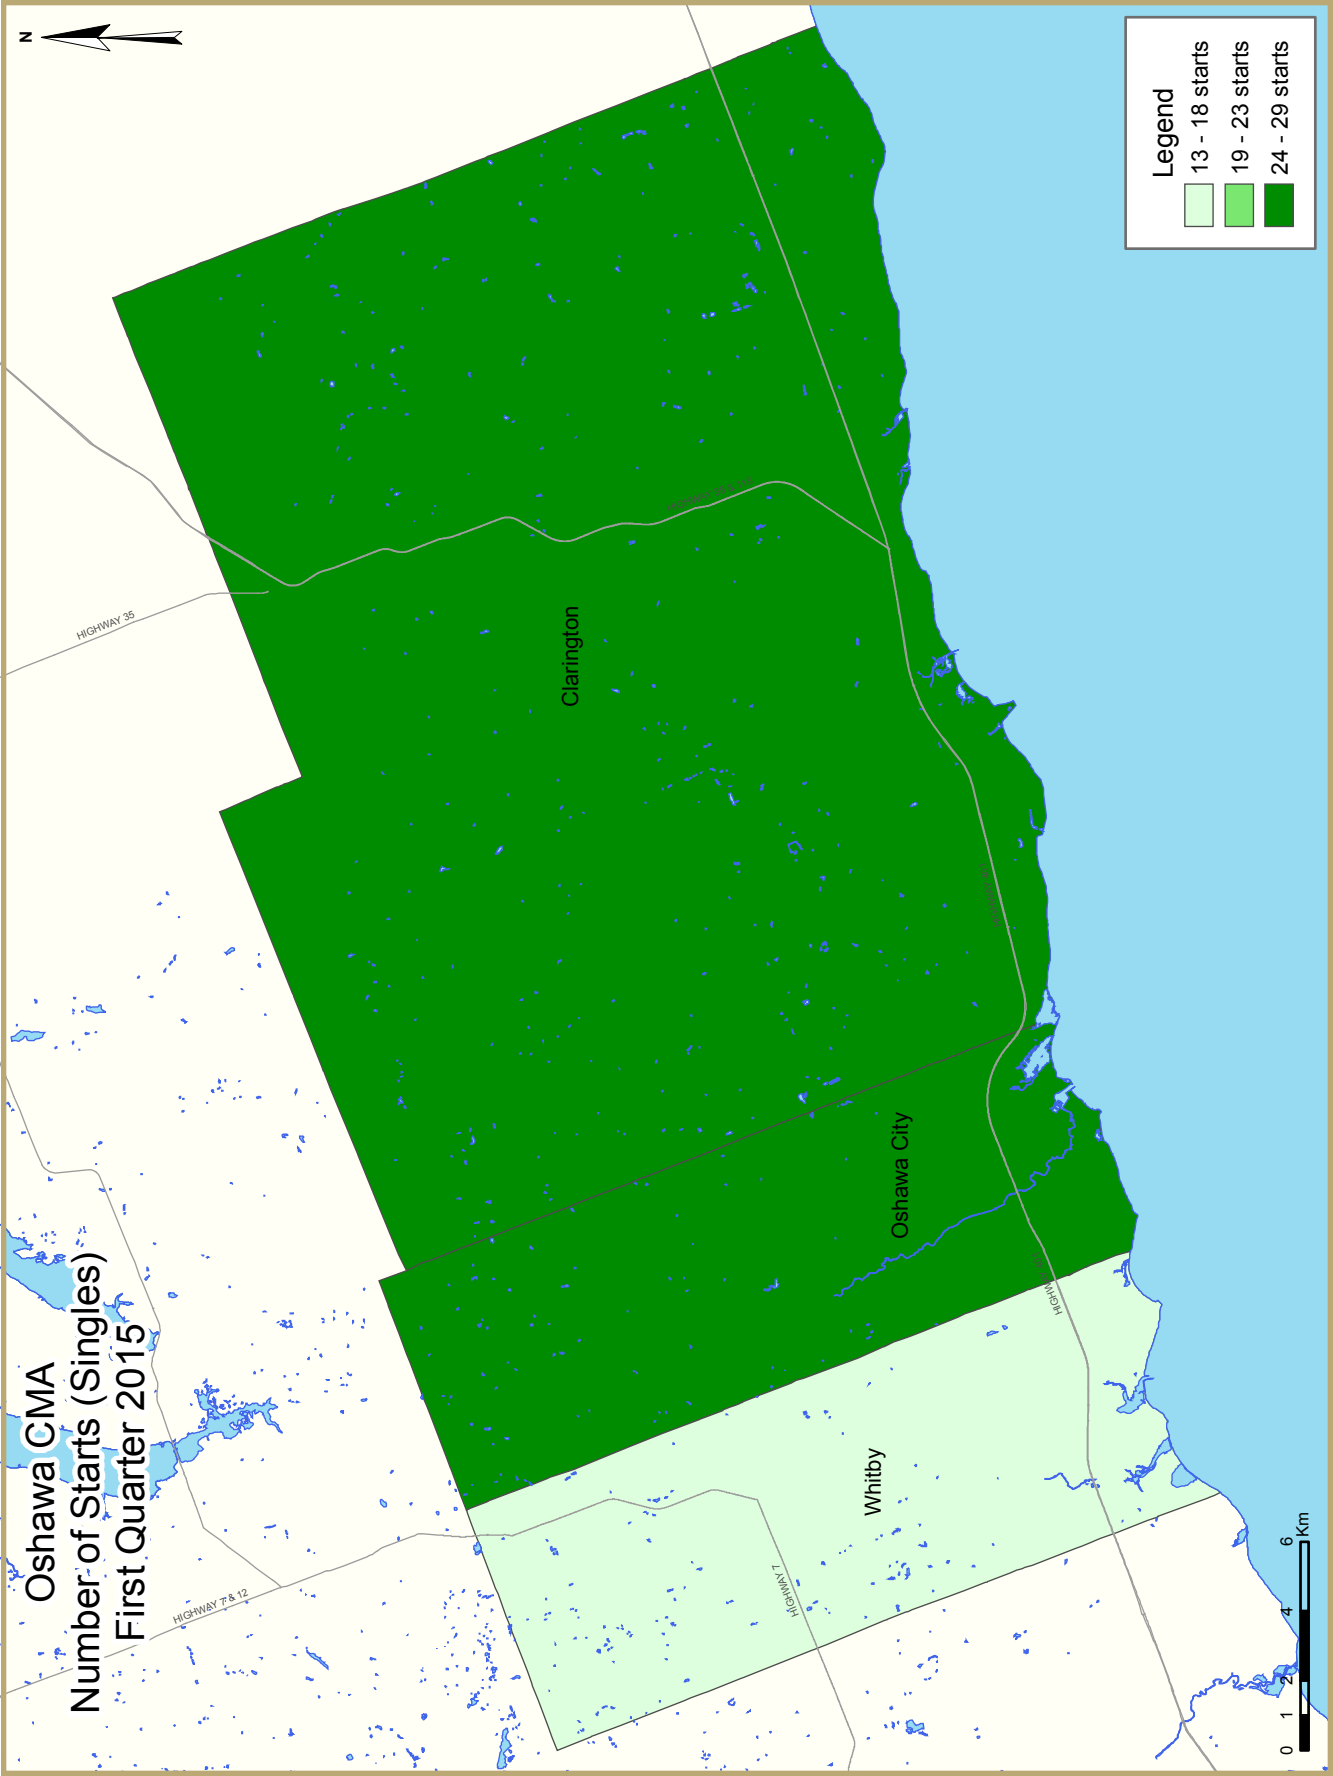 Oshawa CMA
Number of Starts (Singles)
First Quarter 2015
N
HIGHWAY 7 & 12
HIGHWAY 35
Clarington
Oshawa City
Whitby
HIGHWAY 7
Legend
13 - 18 starts
19 - 23 starts
24 - 29 starts
0 1 2 4 6
Km